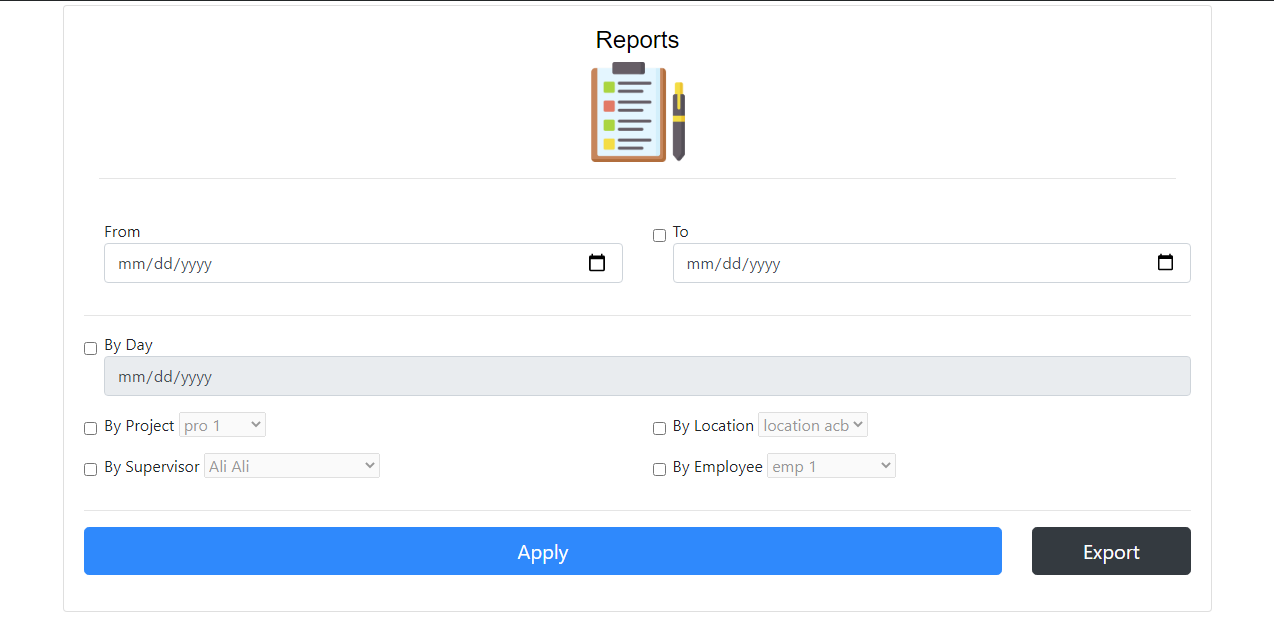 Reports
From
To
mm/dd/yyyy
mm/dd/yyyy
By Day
mm/dd/yyyy
By Project pro 1
By Location location acb
By Supervisor Ali Ali
By Employee emp 1
Apply
Export